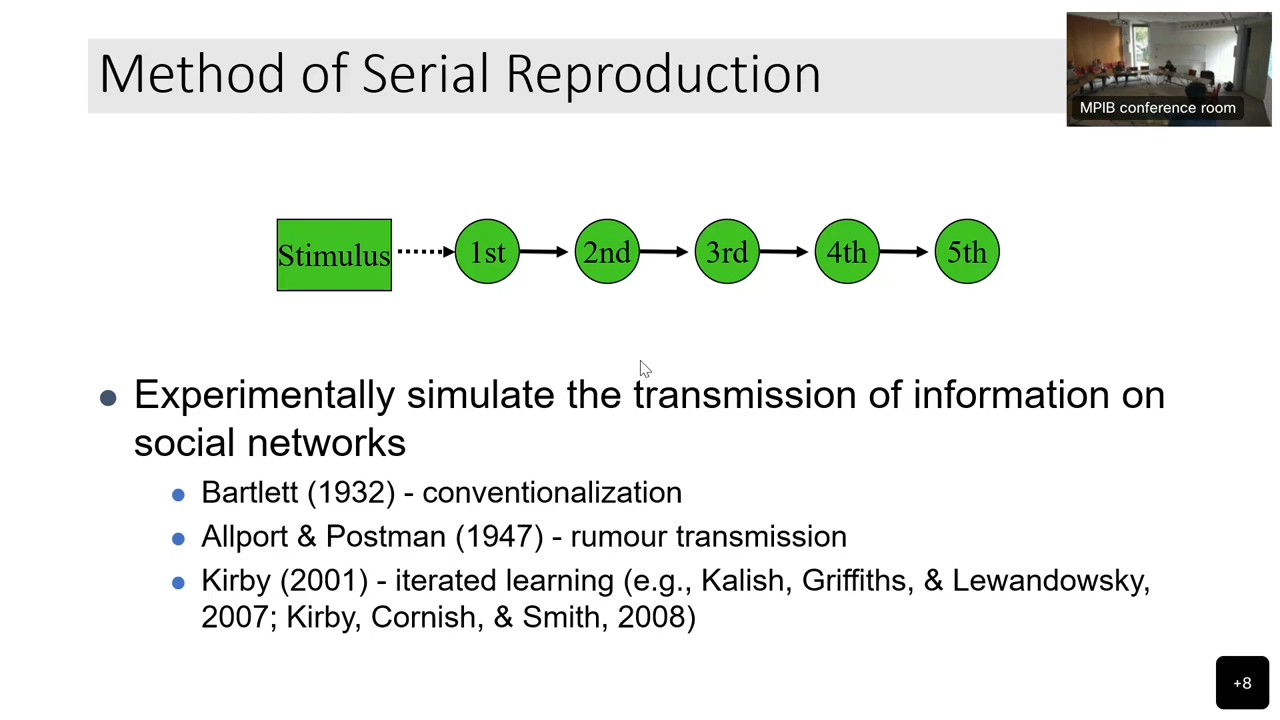 Method of Serial Reproduction
MPIB conference room
Stimulus 1st 2nd 3rd 4th 5th
Experimentally simulate the transmission of information on
social networks
Bartlett (1932) - conventionalization
Allport & Postman (1947) - rumour transmission
Kirby (2001) - iterated learning (e.g., Kalish, Griffiths, & Lewandowsky,
2007; Kirby, Cornish, & Smith, 2008)
+8